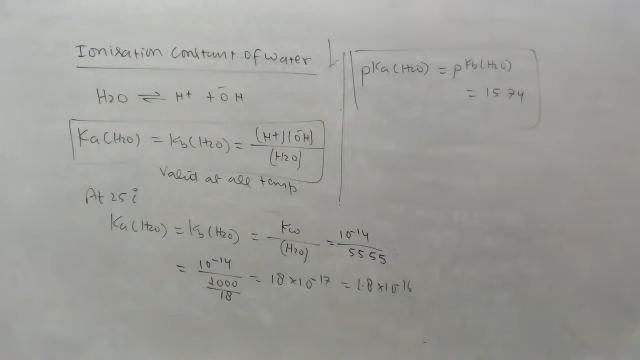 Ionisation Constant of water
H2O ⇌ H+ + ŌH
Ka(H2O) = Kb(H2O) = (H+)(ŌH) / (H2O)
Valid at all temp
At 25
Ka(H2O) = Kb(H2O) = Kw / (H2O) = 10^-14 / 55 55
= 10^-14 / (1000 / 18) = 18 × 10^-17 = 1.8 × 10^-16
pKa(H2O) = pKb(H2O)
= 15 74